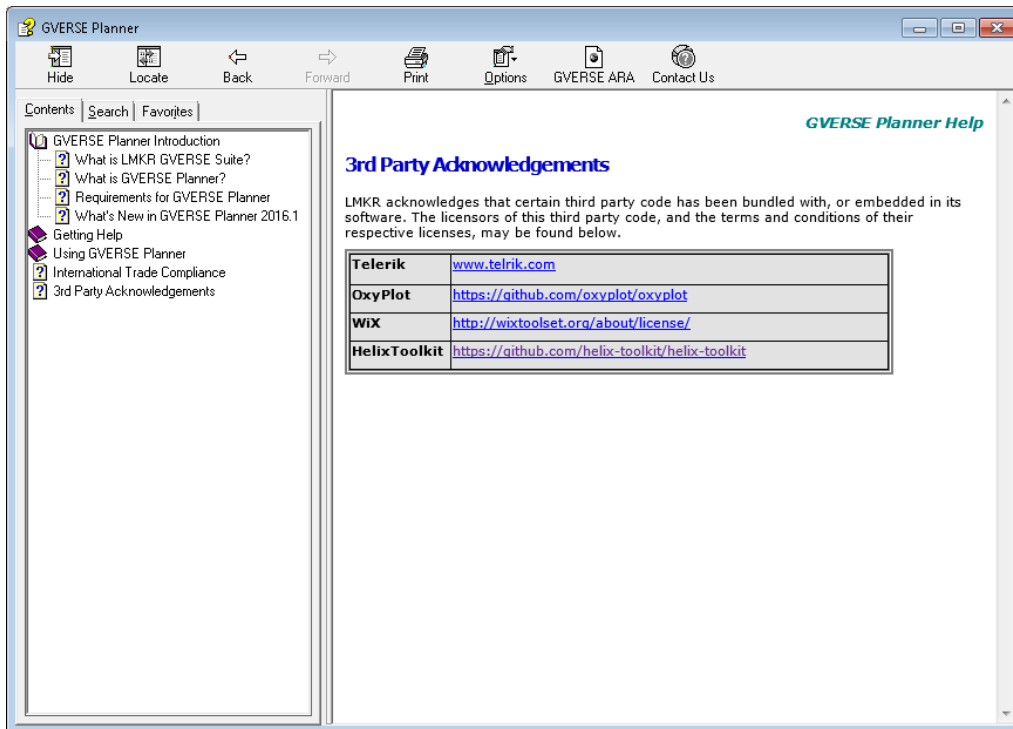 GVERSE Planner
Hide Locate Back Forward Print Options GVERSE ARA Contact Us
Contents Search Favorites
GVERSE Planner Introduction
What is LMKR GVERSE Suite?
What is GVERSE Planner?
Requirements for GVERSE Planner
What's New in GVERSE Planner 2016.1
Getting Help
Using GVERSE Planner
International Trade Compliance
3rd Party Acknowledgements
GVERSE Planner Help
3rd Party Acknowledgements
LMKR acknowledges that certain third party code has been bundled with, or embedded in its
software. The licensors of this third party code, and the terms and conditions of their
respective licenses, may be found below.
Telerik www.telrik.com
OxyPlot https://github.com/oxyplot/oxyplot
WiX http://wixtoolset.org/about/license/
HelixToolkit https://github.com/helix-toolkit/helix-toolkit